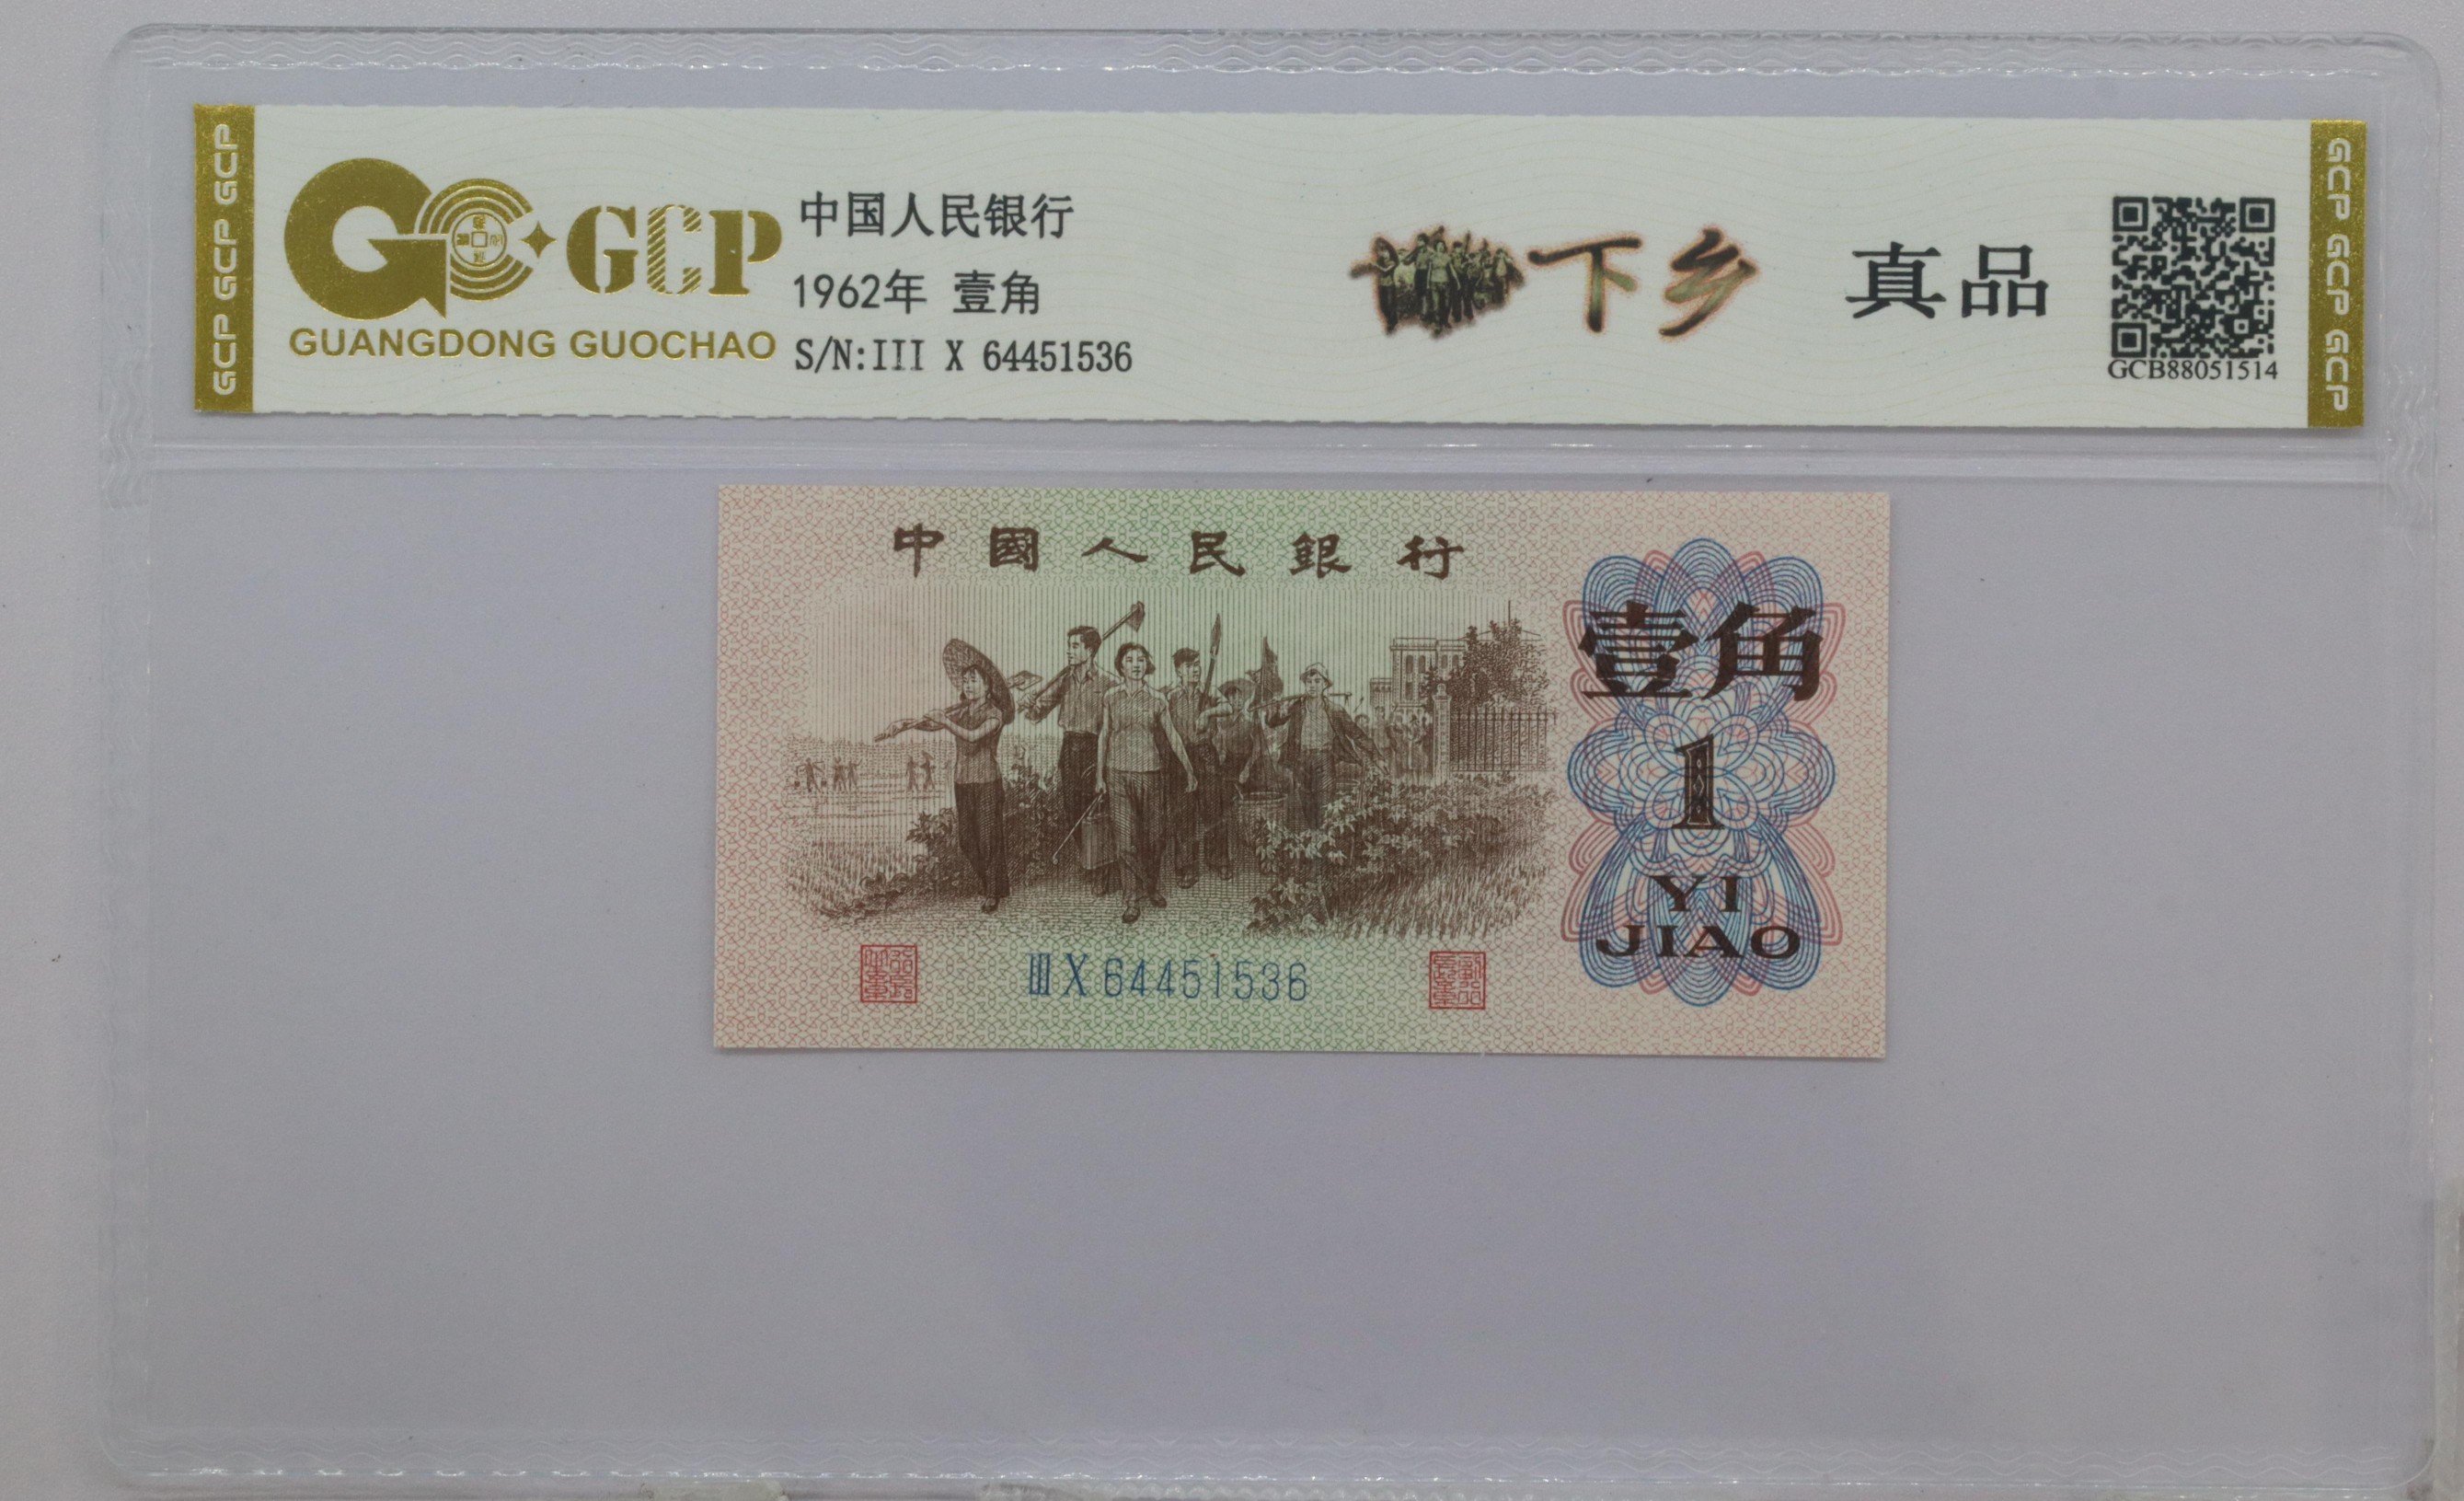 GCP GCP GCP
GCP
GUANGDONG GUOCHAO
中国人民银行
1962年 壹角
S/N:III X 64451536
下乡
真品
GCB88051514
GCP GCP GCP
中國人民銀行
壹角
1
YI
JIAO
III X 64451536